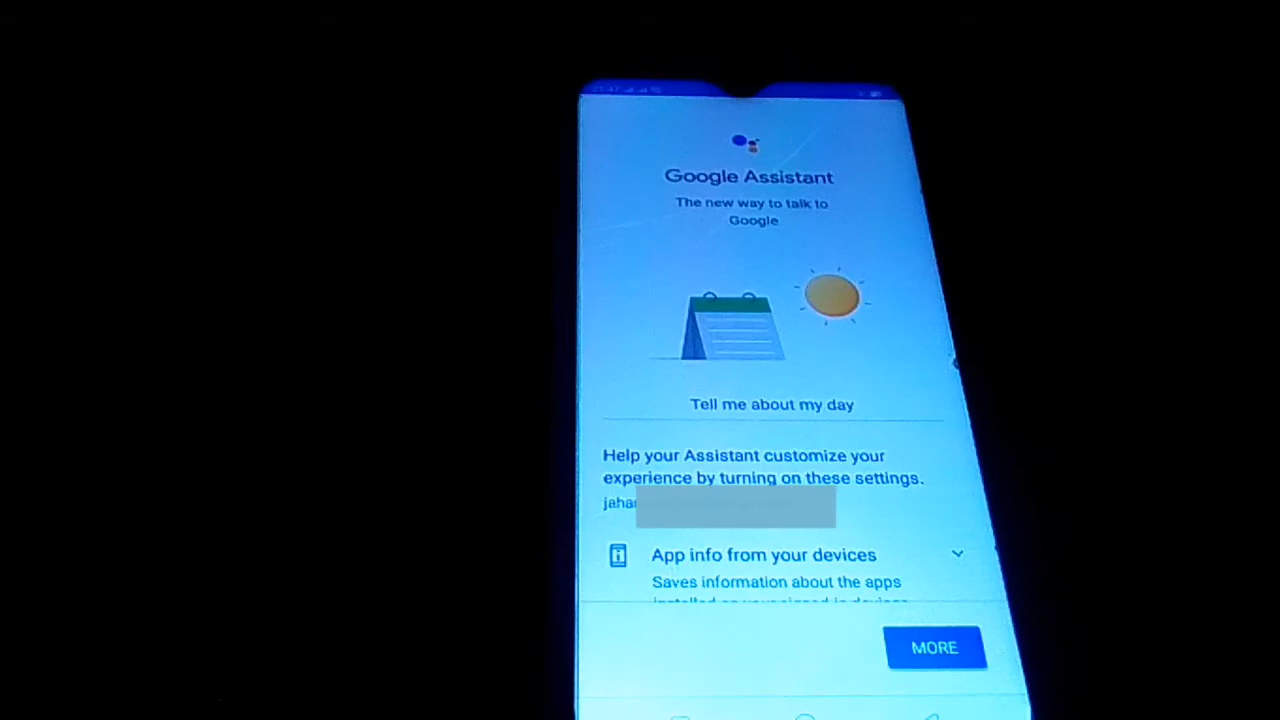 Google Assistant
The new way to talk to
Google
Tell me about my day
Help your Assistant customize your
experience by turning on these settings.
App info from your devices
Saves information about the apps
MORE